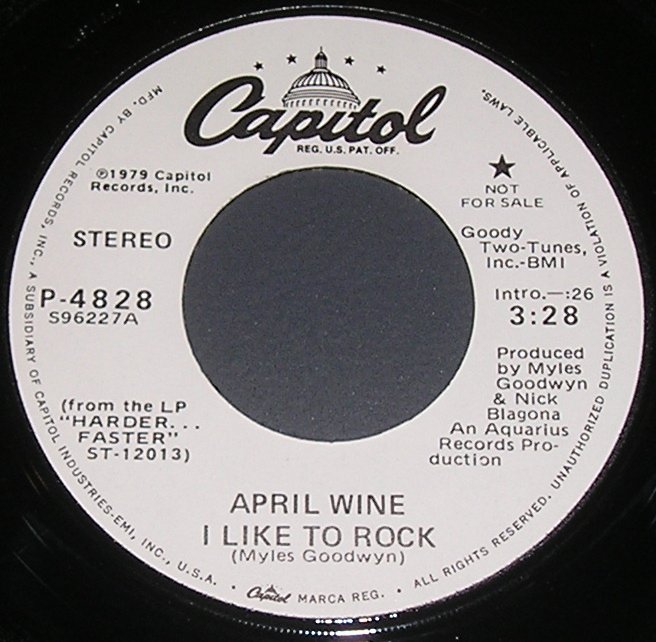 Capitol
REG. U.S. PAT. OFF.
℗1979 Capitol
Records, Inc.
★
NOT
FOR SALE
STEREO
Goody
Two-Tunes,
Inc.-BMI
P-4828
S96227A
Intro.—:26
3:28
Produced
by Myles
Goodwyn
& Nick
Blagona
An Aquarius
Records Pro-
duction
(from the LP
"HARDER...
FASTER"
ST-12013)
APRIL WINE
I LIKE TO ROCK
(Myles Goodwyn)
MFD. BY CAPITOL RECORDS, INC., A SUBSIDIARY OF CAPITOL INDUSTRIES-EMI, INC., U.S.A. • Capitol MARCA REG. • ALL RIGHTS RESERVED. UNAUTHORIZED DUPLICATION IS A VIOLATION OF APPLICABLE LAWS.